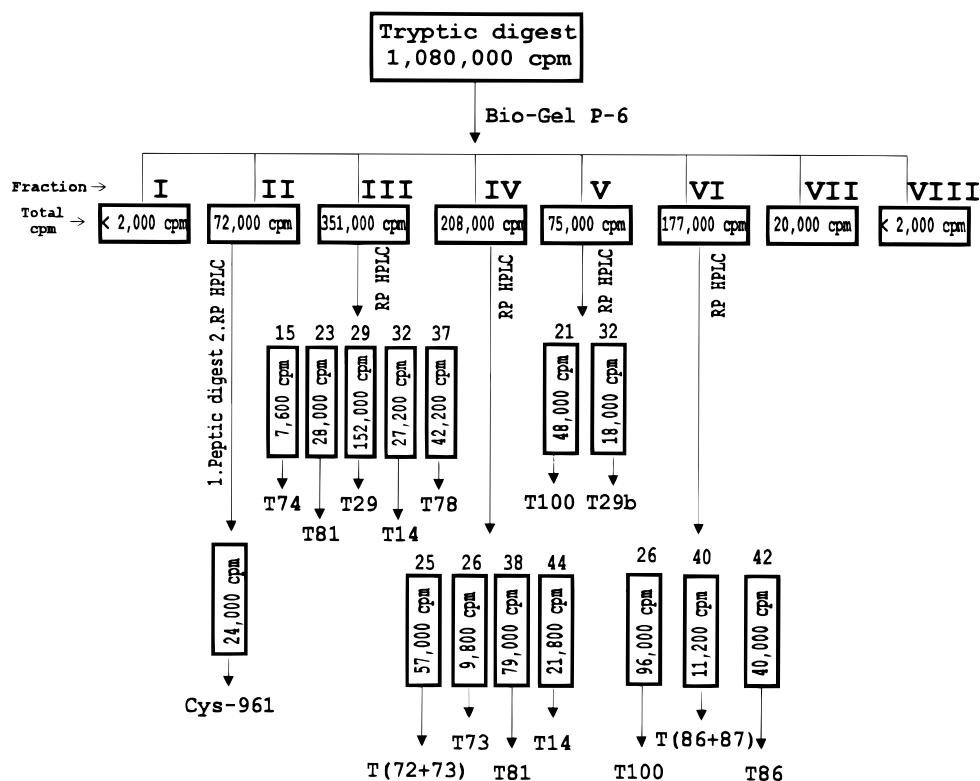 Tryptic digest
1,080,000 cpm
Bio-Gel P-6
Fraction →
I II III IV V VI VII VIII
Total →
cpm
< 2,000 cpm 72,000 cpm 351,000 cpm 208,000 cpm 75,000 cpm 177,000 cpm 20,000 cpm < 2,000 cpm
1.Peptic digest 2.RP HPLC
RP HPLC
RP HPLC
RP HPLC
RP HPLC
15 23 29 32 37
7,600 cpm
28,000 cpm
152,000 cpm
27,200 cpm
42,200 cpm
T74 T29 T78
T81 T14
21 32
48,000 cpm
18,000 cpm
T100 T29b
24,000 cpm
Cys-961
25 26 38 44
57,000 cpm
9,800 cpm
79,000 cpm
21,800 cpm
T73 T14
T(72+73) T81
26 40 42
96,000 cpm
11,200 cpm
40,000 cpm
T(86+87)
T100 T86